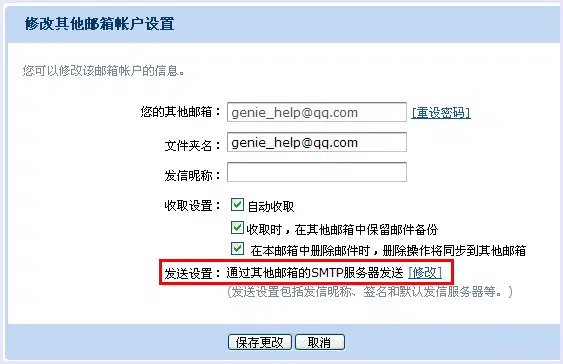 修改其他邮箱帐户设置
您可以修改该邮箱帐户的信息。
您的其他邮箱： genie_help@qq.com [重设密码]
文件夹名： genie_help@qq.com
发信昵称：
收取设置： 自动收取
收取时，在其他邮箱中保留邮件备份
在本邮箱中删除邮件时，删除操作将同步到其他邮箱
发送设置： 通过其他邮箱的SMTP服务器发送 [修改]
(发送设置包括发信昵称、签名和默认发信服务器等。)
保存更改 取消